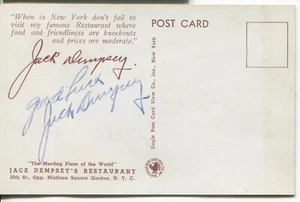 "When in New York don't fail to
visit my famous Restaurant where
food and friendliness are knockouts
and prices are moderate."
Jack Dempsey.
good luck
Jack Dempsey
"The Meeting Place of the World"
JACK DEMPSEY'S RESTAURANT
50th St., Opp. Madison Square Garden, N. Y. C.
POST CARD
Single Post Card View Co., Inc., New York